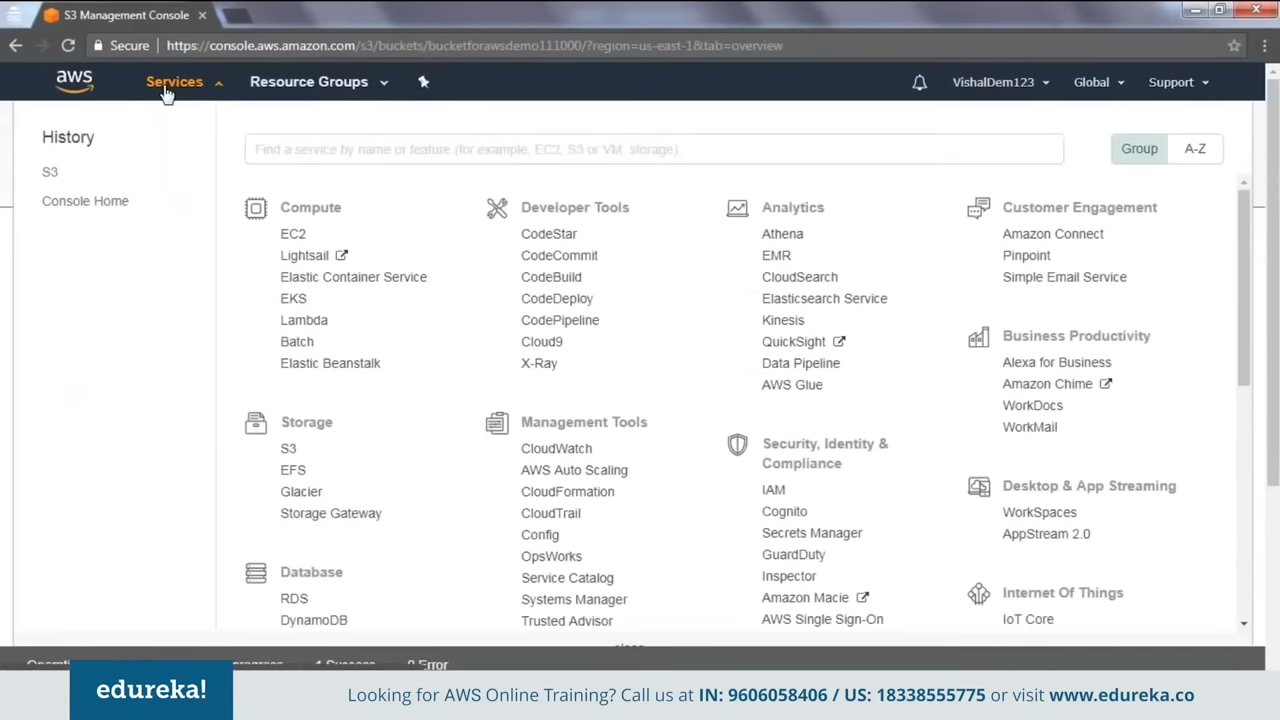 S3 Management Console
Secure https://console.aws.amazon.com/s3/buckets/bucketforawsdemo111000/?region=us-east-1&tab=overview
aws Services Resource Groups VishalDem123 Global Support
History
S3
Console Home
Find a service by name or feature (for example, EC2, S3 or VM, storage).
Group A-Z
Compute
EC2
Lightsail
Elastic Container Service
EKS
Lambda
Batch
Elastic Beanstalk
Storage
S3
EFS
Glacier
Storage Gateway
Database
RDS
DynamoDB
Developer Tools
CodeStar
CodeCommit
CodeBuild
CodeDeploy
CodePipeline
Cloud9
X-Ray
Management Tools
CloudWatch
AWS Auto Scaling
CloudFormation
CloudTrail
Config
OpsWorks
Service Catalog
Systems Manager
Trusted Advisor
Analytics
Athena
EMR
CloudSearch
Elasticsearch Service
Kinesis
QuickSight
Data Pipeline
AWS Glue
Security, Identity &
Compliance
IAM
Cognito
Secrets Manager
GuardDuty
Inspector
Amazon Macie
AWS Single Sign-On
Customer Engagement
Amazon Connect
Pinpoint
Simple Email Service
Business Productivity
Alexa for Business
Amazon Chime
WorkDocs
WorkMail
Desktop & App Streaming
WorkSpaces
AppStream 2.0
Internet Of Things
IoT Core
1 Success 0 Error
edureka!
Looking for AWS Online Training? Call us at IN: 9606058406 / US: 18338555775 or visit www.edureka.co